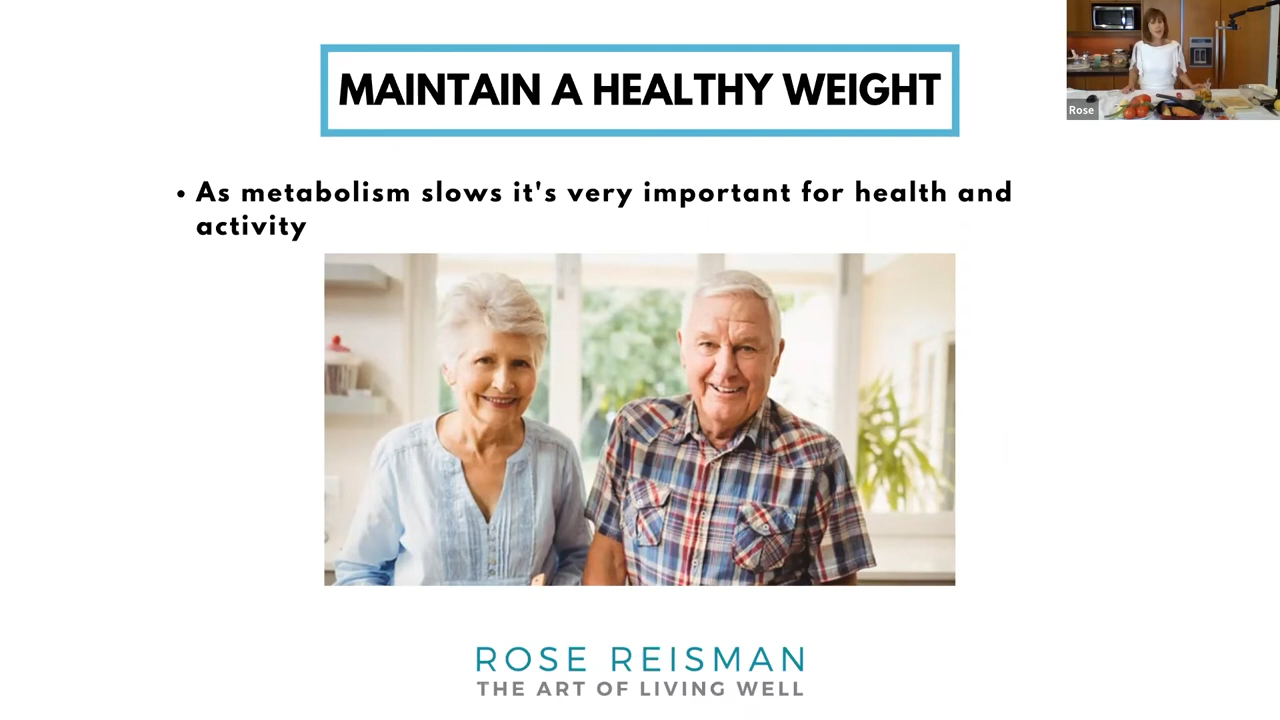 MAINTAIN A HEALTHY WEIGHT
Rose
• As metabolism slows it's very important for health and
activity
ROSE REISMAN
THE ART OF LIVING WELL